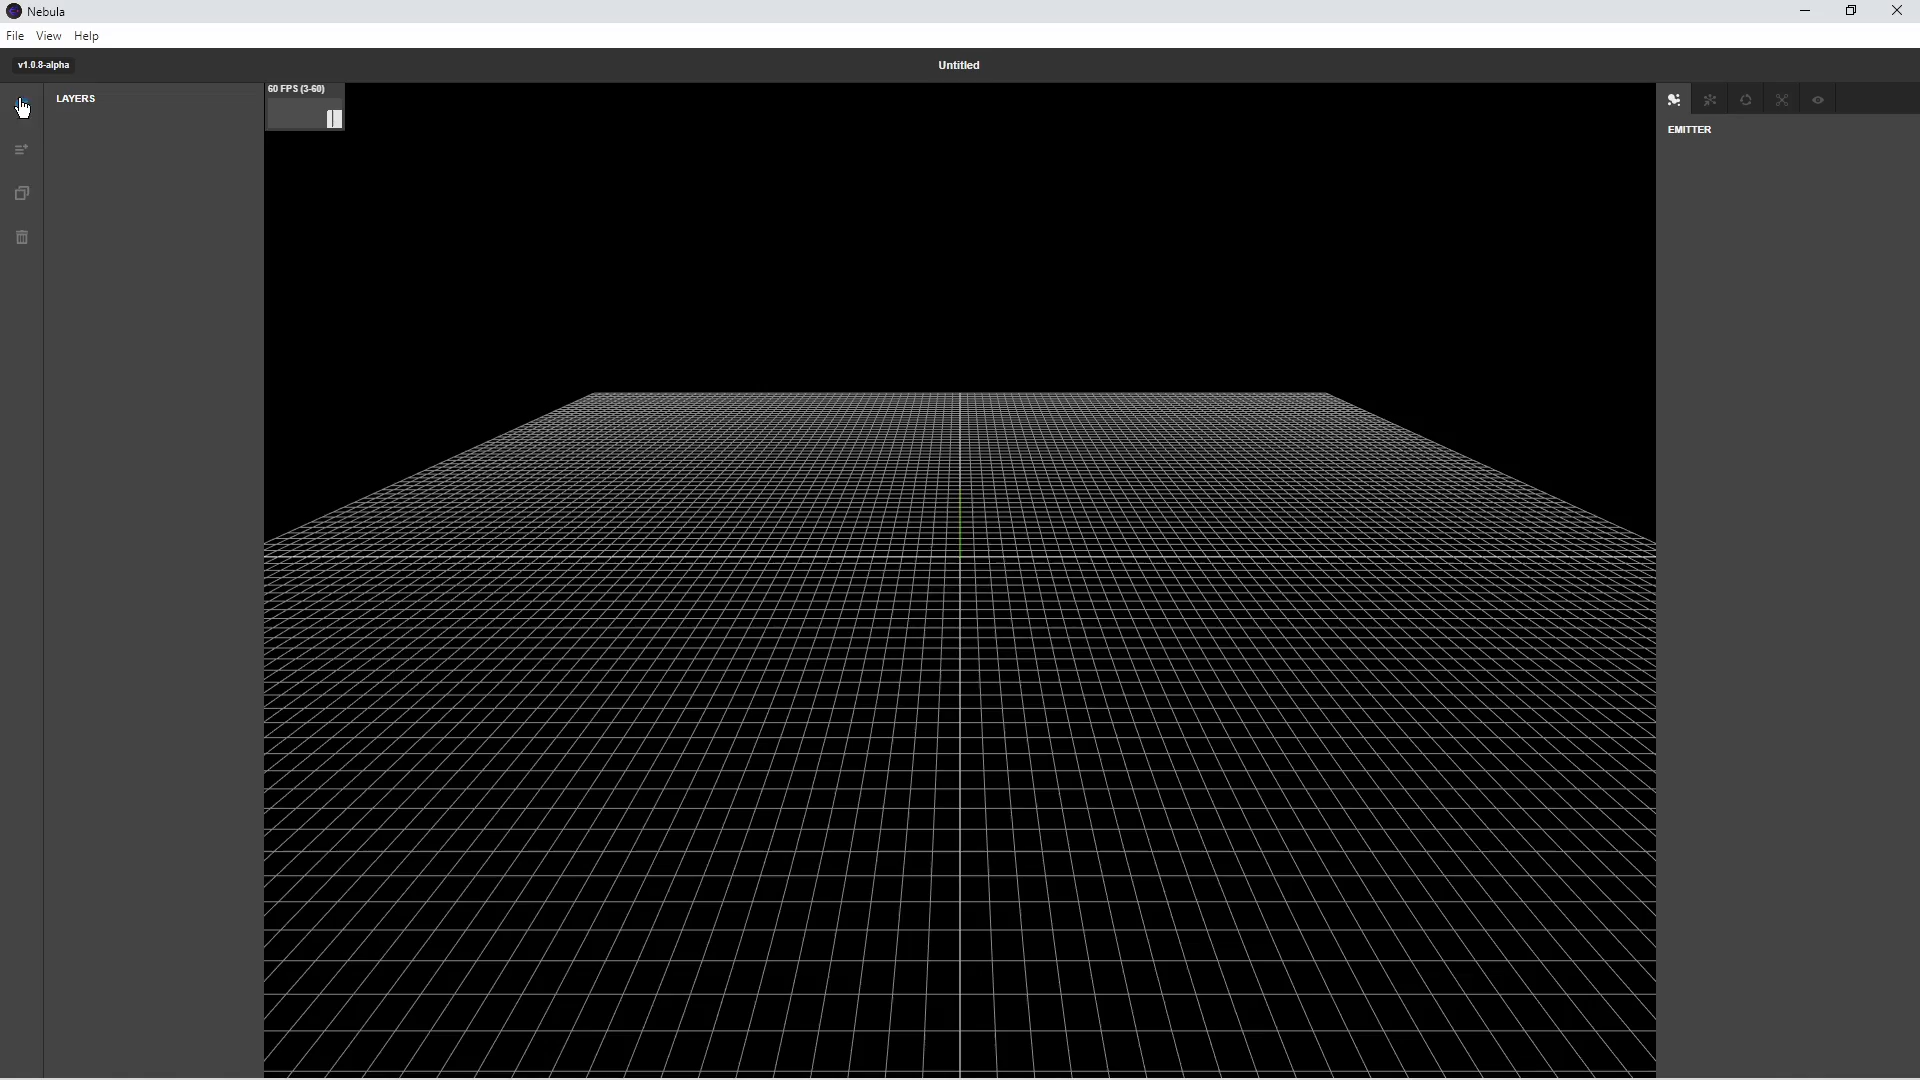 Nebula
File View Help
v1.0.8-alpha
Untitled
LAYERS
60 FPS (3-60)
EMITTER